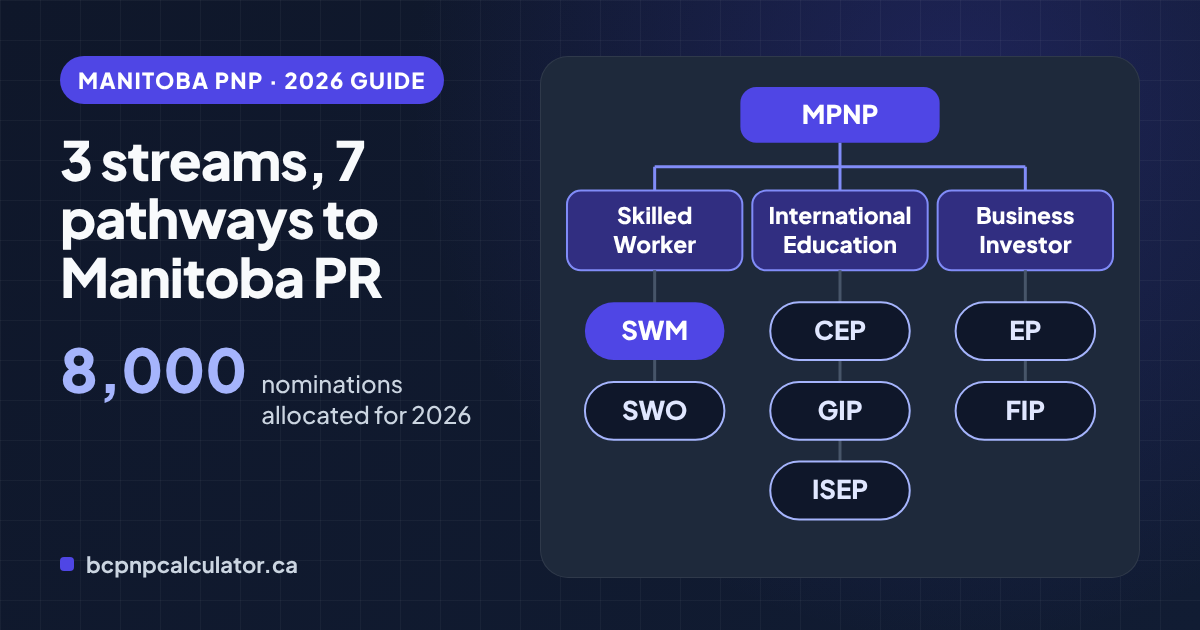 MANITOBA PNP · 2026 GUIDE
3 streams, 7
pathways to
Manitoba PR
8,000 nominations
allocated for 2026
bcpnpcalculator.ca
MPNP
Skilled
Worker
International
Education
Business
Investor
SWM
CEP
EP
SWO
GIP
FIP
ISEP